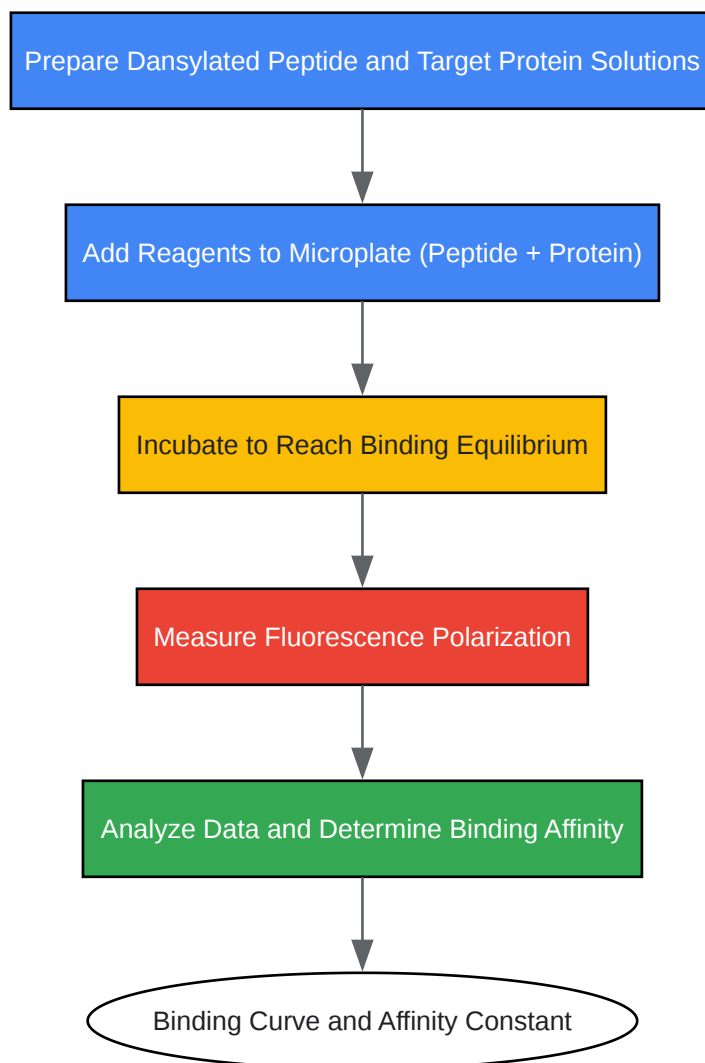 Prepare Dansylated Peptide and Target Protein Solutions
Add Reagents to Microplate (Peptide + Protein)
Incubate to Reach Binding Equilibrium
Measure Fluorescence Polarization
Analyze Data and Determine Binding Affinity
Binding Curve and Affinity Constant